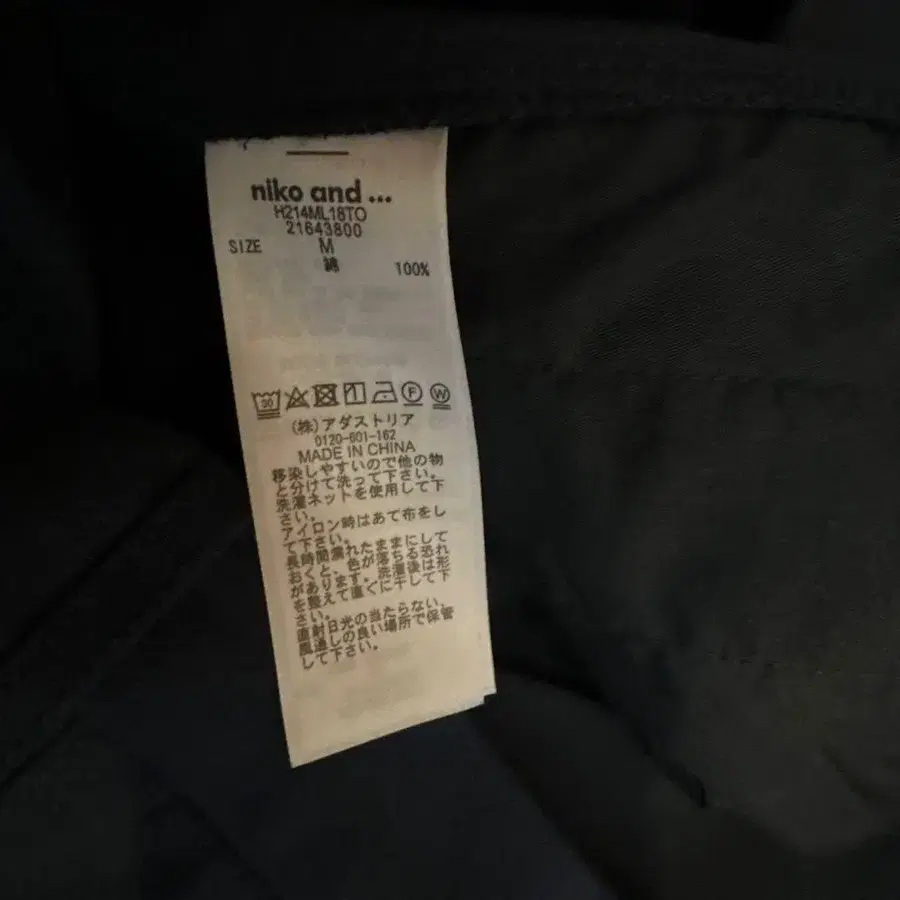 niko and ...
H214ML18TO
21643800
SIZE M
綿 100%
30 F W
(株)アダストリア
0120-601-162
MADE IN CHINA
移染しやすいので他の物
と分けて洗って下さい。
洗濯ネットを使用して下
さい。
アイロン時はあて布をし
て下さい。
長時間濡れたままにして
おくと、色が落ちる恐れ
があります。洗濯後は形
を整えて直ぐに干して下
さい。
直射日光の当たらない、
風通しの良い場所で保管
して下さい。